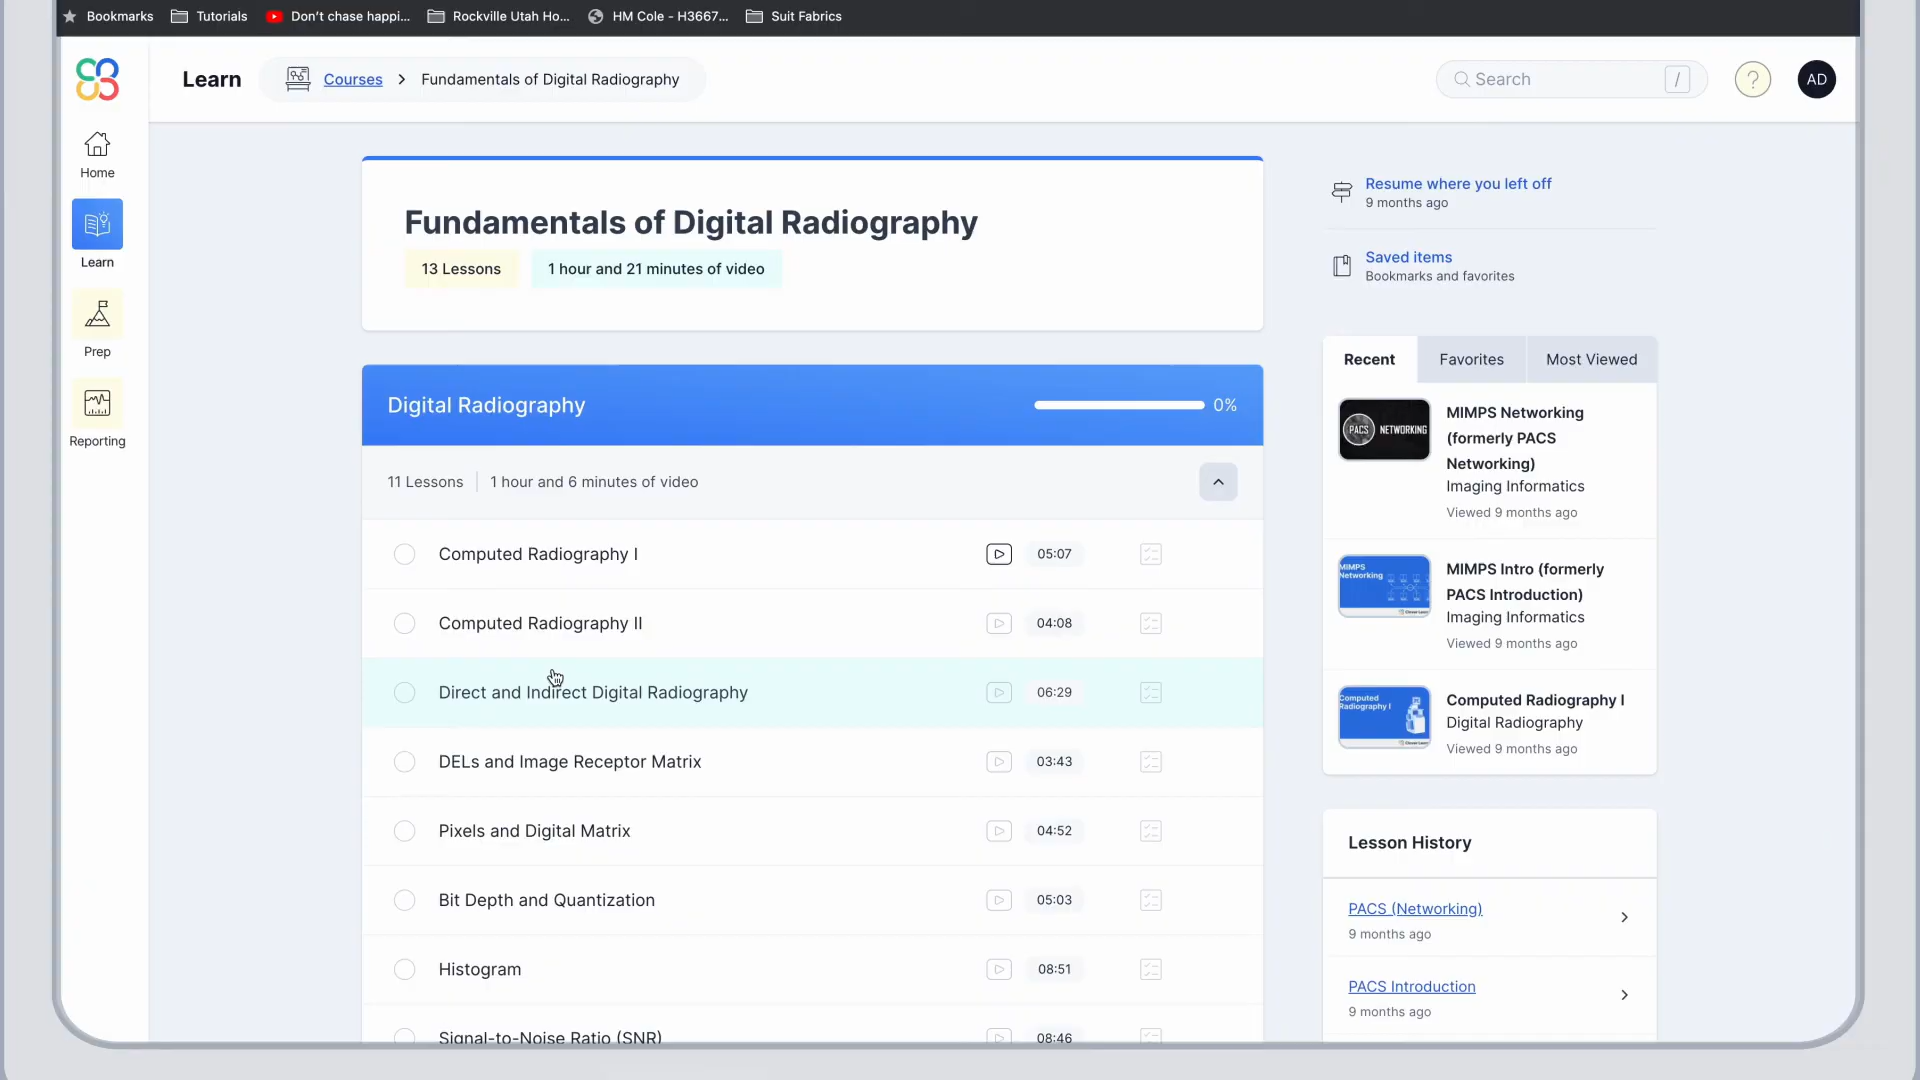 Bookmarks Tutorials Don't chase happi... Rockville Utah Ho... HM Cole - H3667... Suit Fabrics
Learn Courses > Fundamentals of Digital Radiography Search / ? AD
Home
Learn
Prep
Reporting
Fundamentals of Digital Radiography
13 Lessons 1 hour and 21 minutes of video
Digital Radiography 0%
11 Lessons 1 hour and 6 minutes of video
Computed Radiography I 05:07
Computed Radiography II 04:08
Direct and Indirect Digital Radiography 06:29
DELs and Image Receptor Matrix 03:43
Pixels and Digital Matrix 04:52
Bit Depth and Quantization 05:03
Histogram 08:51
Signal-to-Noise Ratio (SNR) 08:46
Resume where you left off
9 months ago
Saved items
Bookmarks and favorites
Recent Favorites Most Viewed
PACS NETWORKING
MIMPS Networking
(formerly PACS
Networking)
Imaging Informatics
Viewed 9 months ago
MIMPS
Networking
MIMPS Intro (formerly
PACS Introduction)
Imaging Informatics
Viewed 9 months ago
Computed
Radiography I
Computed Radiography I
Digital Radiography
Viewed 9 months ago
Lesson History
PACS (Networking)
9 months ago
PACS Introduction
9 months ago